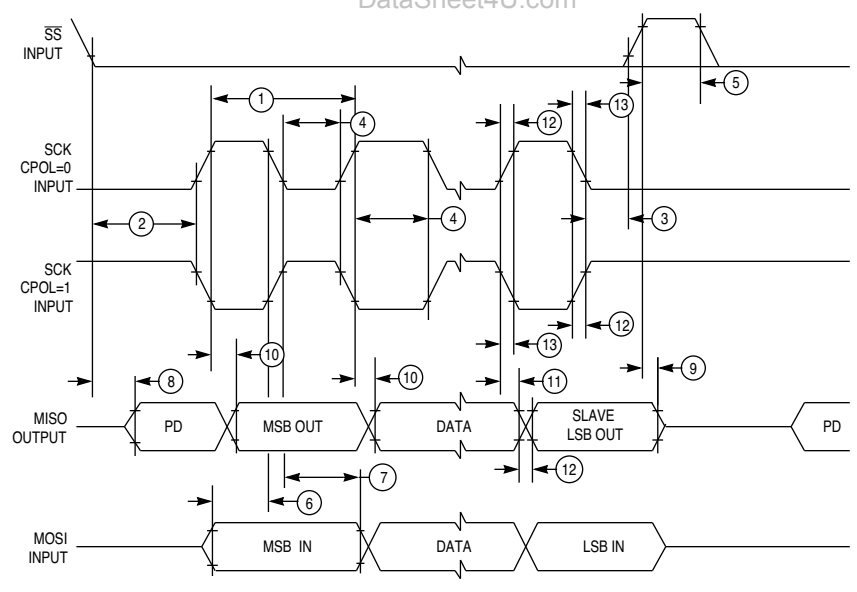 DataSheet4U.com
SS
INPUT
5
1
13
4
12
SCK
CPOL=0
INPUT
2
4
3
SCK
CPOL=1
INPUT
12
13
10
8
10
11
9
MISO
OUTPUT
PD
MSB OUT
DATA
SLAVE
LSB OUT
PD
7
12
6
MOSI
INPUT
MSB IN
DATA
LSB IN